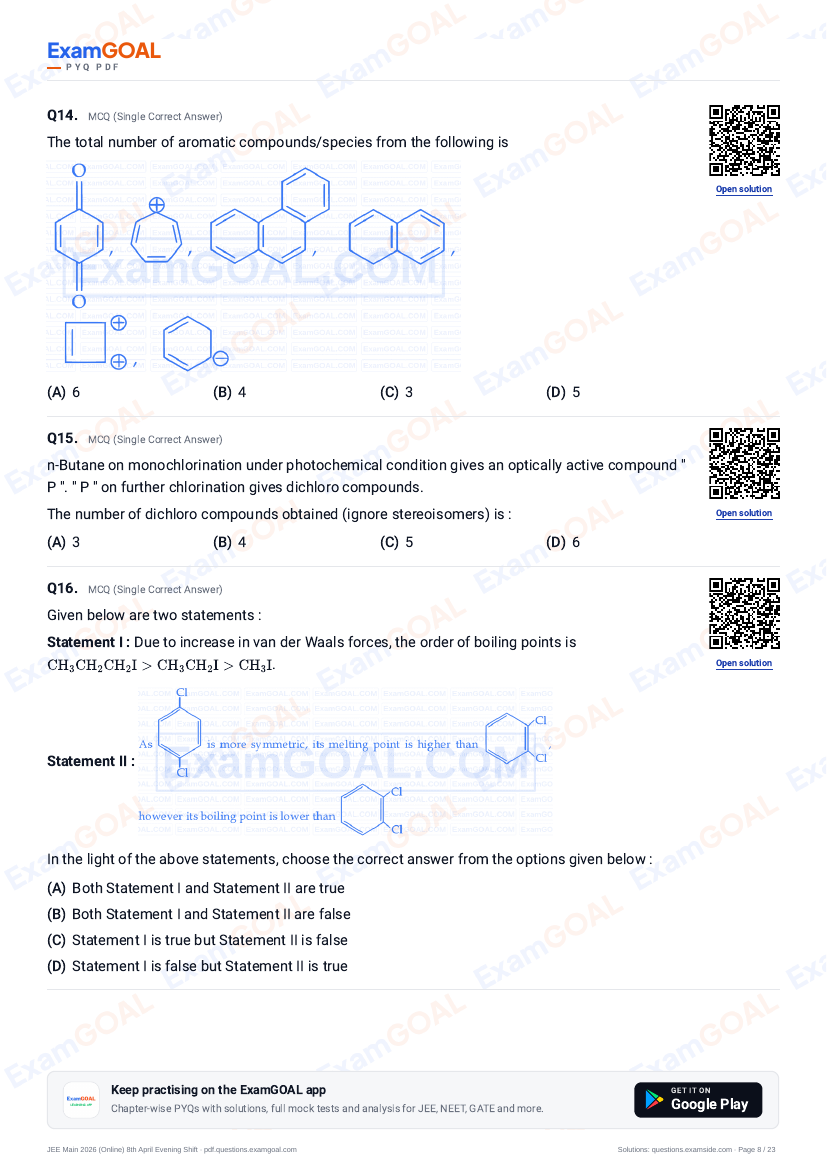 ExamGOAL
PYQ PDF
Q14. MCQ (Single Correct Answer)
The total number of aromatic compounds/species from the following is
Open solution
O
⊕
, , , ,
O
⊕
⊕ , ⊖
ExamGOAL.COM
(A) 6 (B) 4 (C) 3 (D) 5
Q15. MCQ (Single Correct Answer)
n-Butane on monochlorination under photochemical condition gives an optically active compound "
P ". " P " on further chlorination gives dichloro compounds.
Open solution
The number of dichloro compounds obtained (ignore stereoisomers) is :
(A) 3 (B) 4 (C) 5 (D) 6
Q16. MCQ (Single Correct Answer)
Given below are two statements :
Statement I : Due to increase in van der Waals forces, the order of boiling points is
CH₃CH₂CH₂I > CH₃CH₂I > CH₃I.
Open solution
Cl
As is more symmetric, its melting point is higher than Cl Cl ,
Statement II :
Cl
ExamGOAL.COM
however its boiling point is lower than Cl Cl
In the light of the above statements, choose the correct answer from the options given below :
(A) Both Statement I and Statement II are true
(B) Both Statement I and Statement II are false
(C) Statement I is true but Statement II is false
(D) Statement I is false but Statement II is true
ExamGOAL
Keep practising on the ExamGOAL app
Chapter-wise PYQs with solutions, full mock tests and analysis for JEE, NEET, GATE and more.
GET IT ON
Google Play
JEE Main 2026 (Online) 8th April Evening Shift · pdf.questions.examgoal.com
Solutions: questions.examside.com · Page 8 / 23